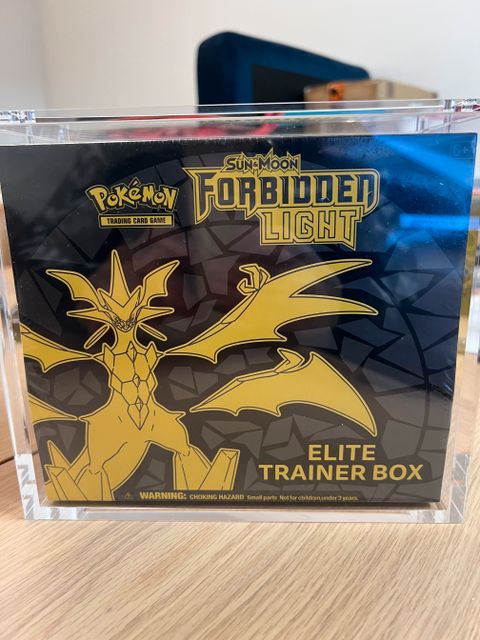 6+
SUN & MOON
POKéMON
TRADING CARD GAME
FORBIDDEN
LIGHT
ELITE
TRAINER BOX
WARNING: CHOKING HAZARD Small parts Not for children under 3 years.